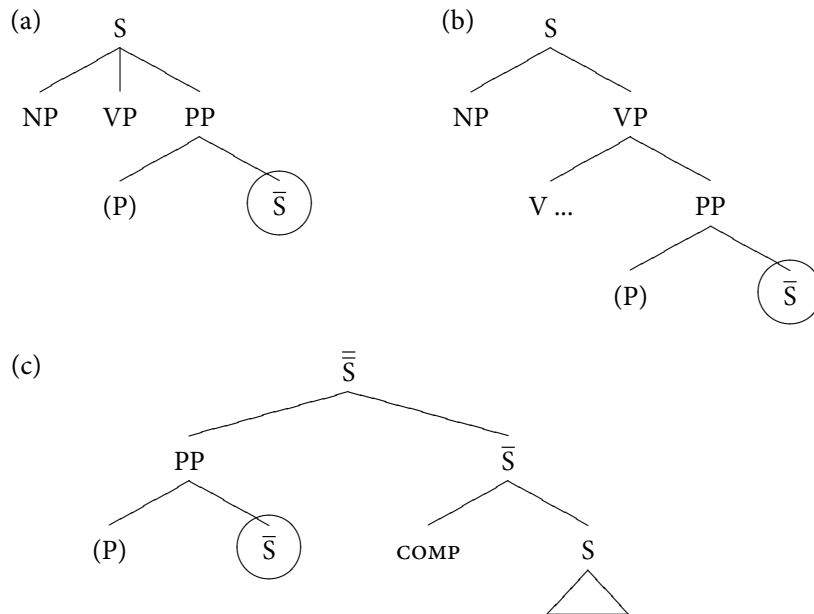 (a) S (b) S
NP VP PP NP VP
(P) S̅ V ... PP
(P) S̅
(c) S̿
PP S̅
(P) S̅ COMP S